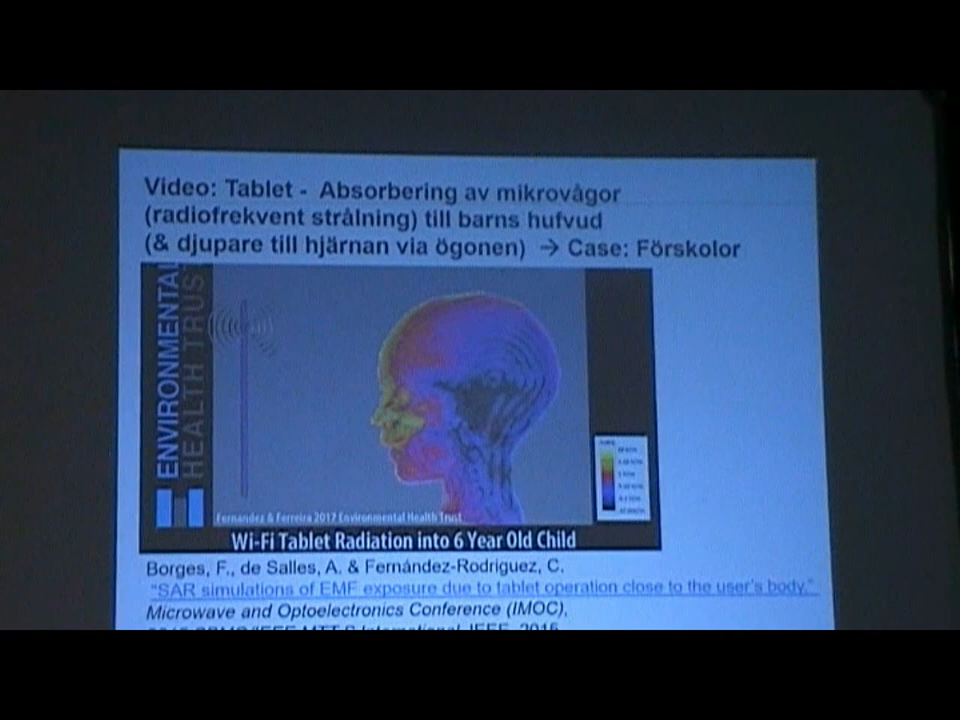 Video: Tablet - Absorbering av mikrovågor
(radiofrekvent strålning) till barns hufvud
(& djupare till hjärnan via ögonen) → Case: Förskolor
ENVIRONMENTAL
HEALTH TRUST
Fernandez & Ferreira 2017 Environmental Health Trust
Wi-Fi Tablet Radiation into 6 Year Old Child
Borges, F., de Salles, A. & Fernández-Rodriguez, C.
"SAR simulations of EMF exposure due to tablet operation close to the user's body."
Microwave and Optoelectronics Conference (IMOC),